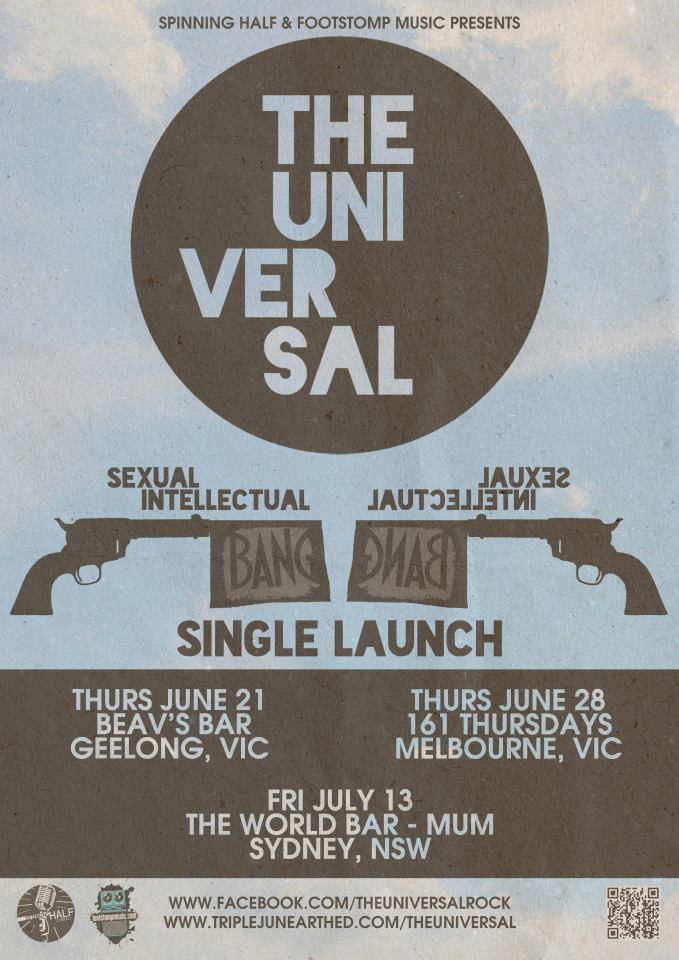 SPINNING HALF & FOOTSTOMP MUSIC PRESENTS
THE
UNI
VER
SAL
SEXUAL
INTELLECTUAL
SEXUAL
INTELLECTUAL
BANG
BANG
SINGLE LAUNCH
THURS JUNE 21
BEAV'S BAR
GEELONG, VIC
THURS JUNE 28
161 THURSDAYS
MELBOURNE, VIC
FRI JULY 13
THE WORLD BAR - MUM
SYDNEY, NSW
HALF
footstompmusic.com
WWW.FACEBOOK.COM/THEUNIVERSALROCK
WWW.TRIPLEJUNEARTHED.COM/THEUNIVERSAL